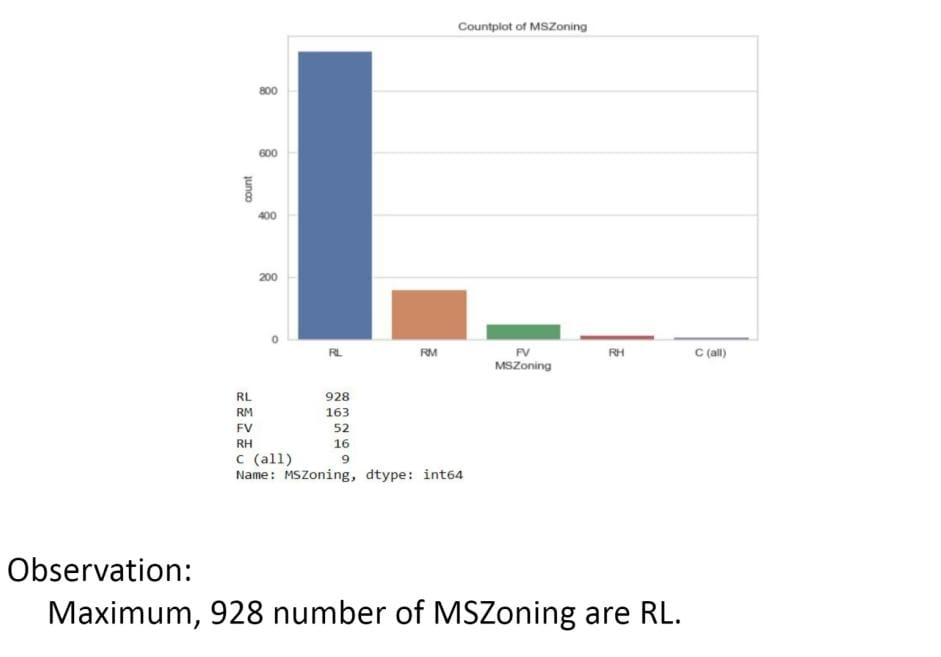 Countplot of MSZoning
800
600
400
200
0
count
RL RM FV RH C (all)
MSZoning
RL 928
RM 163
FV 52
RH 16
C (all) 9
Name: MSZoning, dtype: int64
Observation:
Maximum, 928 number of MSZoning are RL.